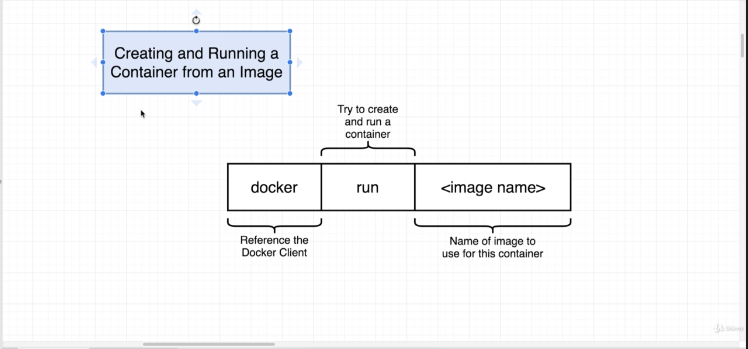 Creating and Running a
Container from an Image
Try to create
and run a
container
docker
run
<image name>
Reference the
Docker Client
Name of image to
use for this container